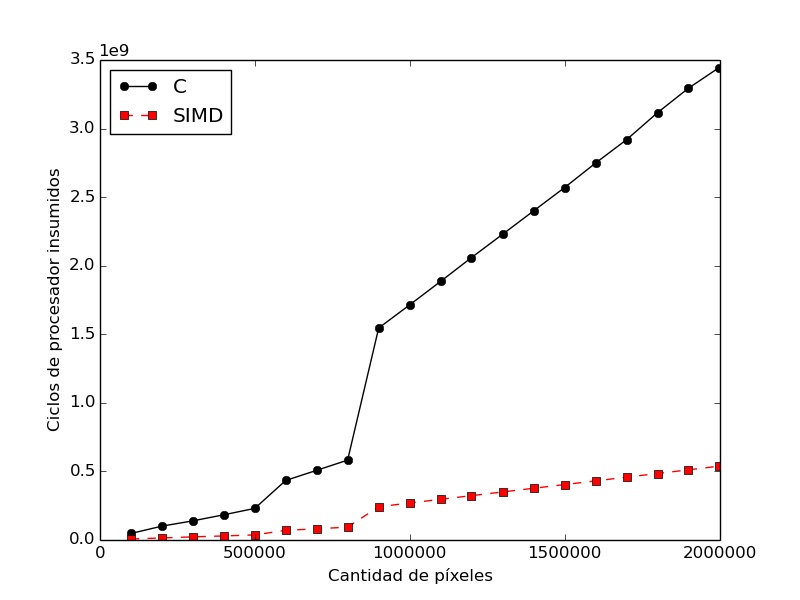 1e9
3.5
3.0
2.5
2.0
1.5
1.0
0.5
0.0
C
SIMD
Ciclos de procesador insumidos
0
500000
1000000
1500000
2000000
Cantidad de píxeles